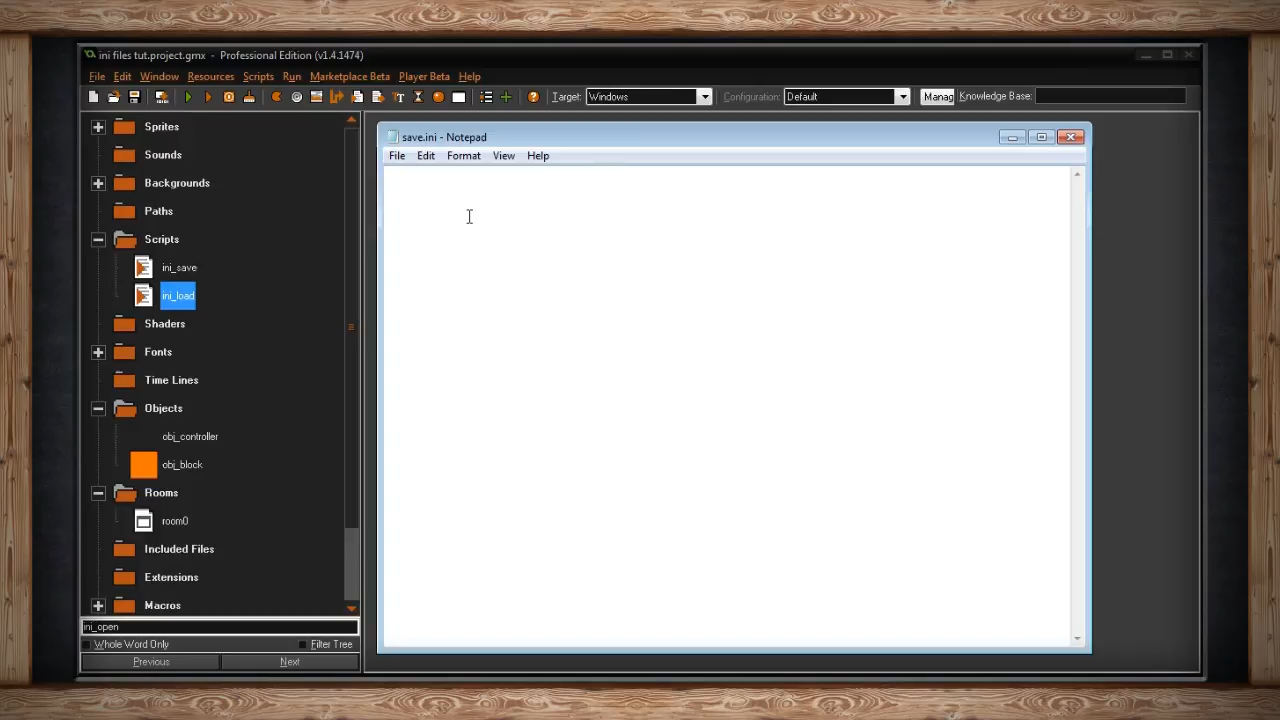 ini files tut.project.gmx - Professional Edition (v1.4.1474)
File Edit Window Resources Scripts Run Marketplace Beta Player Beta Help
Target: Windows Configuration: Default Manag Knowledge Base:
Sprites
Sounds
Backgrounds
Paths
Scripts
ini_save
ini_load
Shaders
Fonts
Time Lines
Objects
obj_controller
obj_block
Rooms
room0
Included Files
Extensions
Macros
ini_open
Whole Word Only Filter Tree
Previous Next
save.ini - Notepad
File Edit Format View Help